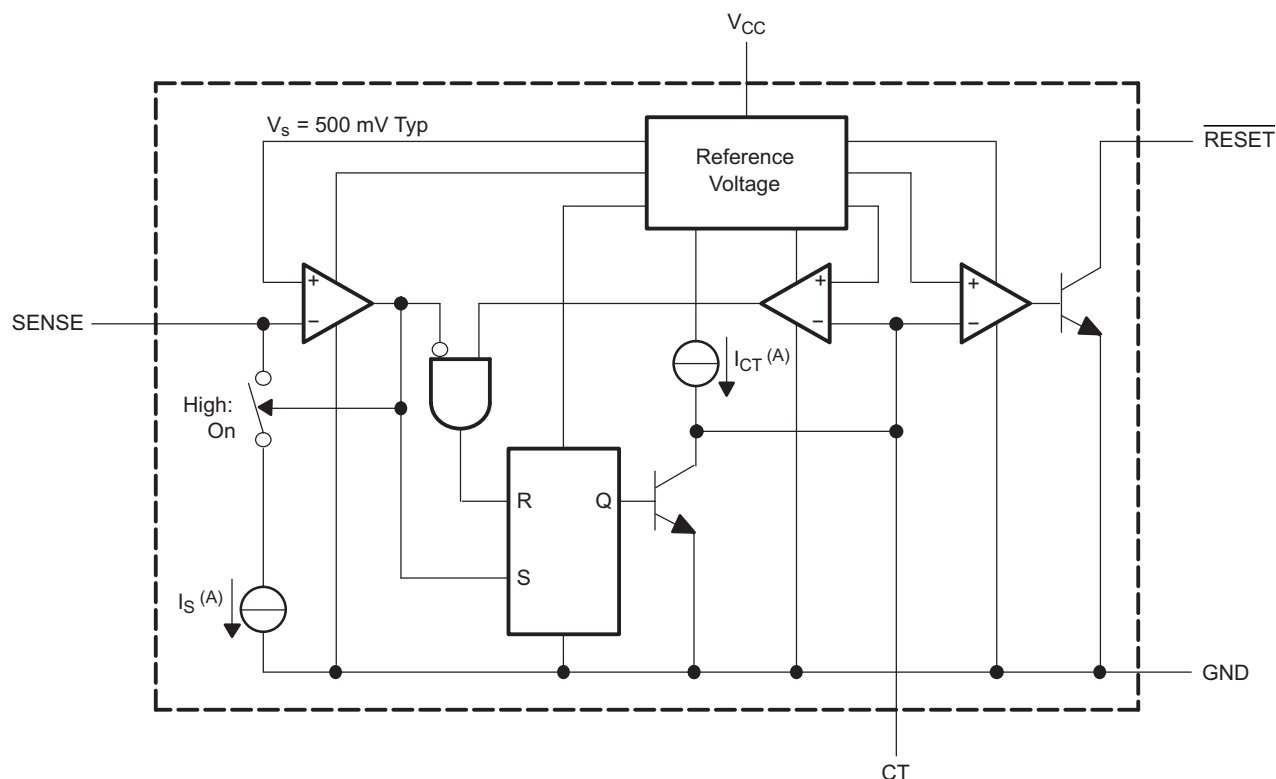 VCC
Vs = 500 mV Typ
Reference
Voltage
RESET
+
+
+
SENSE
−
−
−
ICT (A)
High:
On
R
Q
S
IS (A)
GND
CT